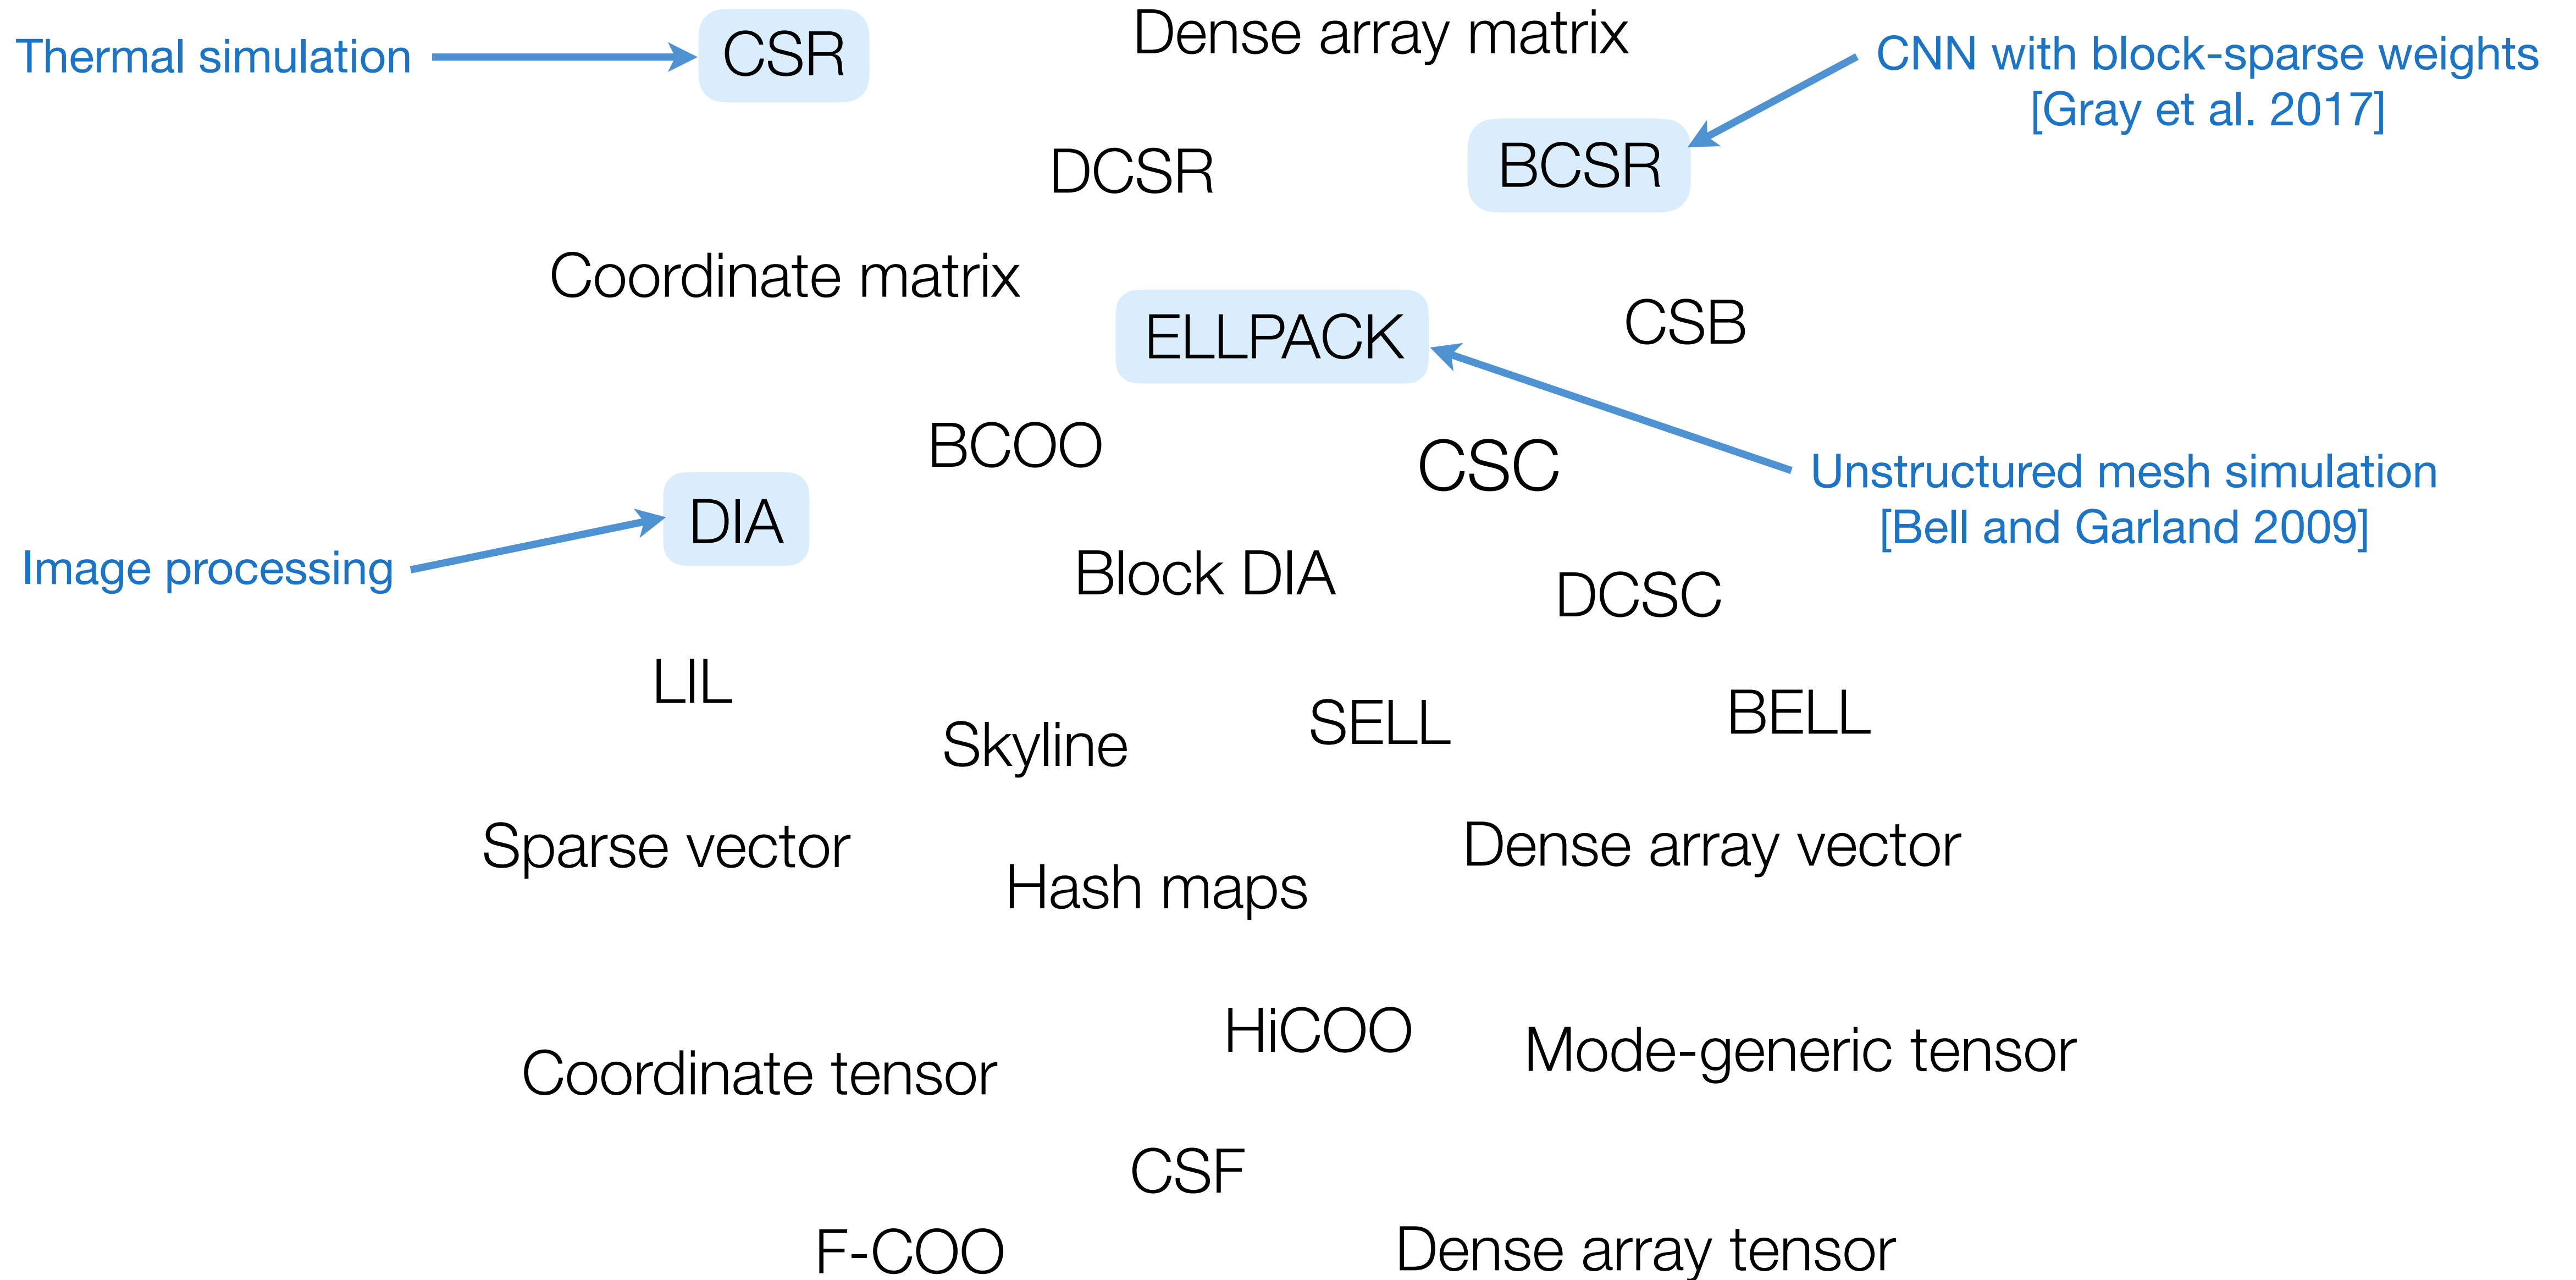 Thermal simulation
CSR
Dense array matrix
CNN with block-sparse weights
[Gray et al. 2017]
DCSR
BCSR
Coordinate matrix
ELLPACK
CSB
BCOO
CSC
Unstructured mesh simulation
[Bell and Garland 2009]
DIA
Image processing
Block DIA
DCSC
LIL
Skyline
SELL
BELL
Sparse vector
Hash maps
Dense array vector
HiCOO
Mode-generic tensor
Coordinate tensor
CSF
F-COO
Dense array tensor